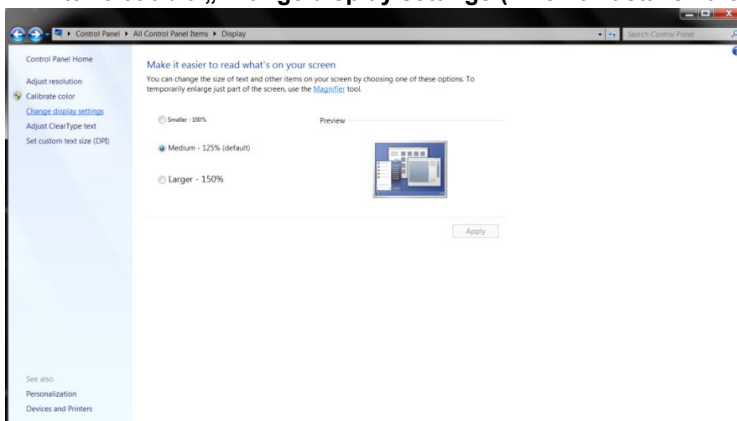 Control Panel ▸ All Control Panel Items ▸ Display
Search Control Panel
Control Panel Home
Adjust resolution
Calibrate color
Change display settings
Adjust ClearType text
Set custom text size (DPI)
Make it easier to read what's on your screen
You can change the size of text and other items on your screen by choosing one of these options. To
temporarily enlarge just part of the screen, use the Magnifier tool.
Smaller - 100%
Preview
Medium - 125% (default)
Larger - 150%
Apply
See also
Personalization
Devices and Printers